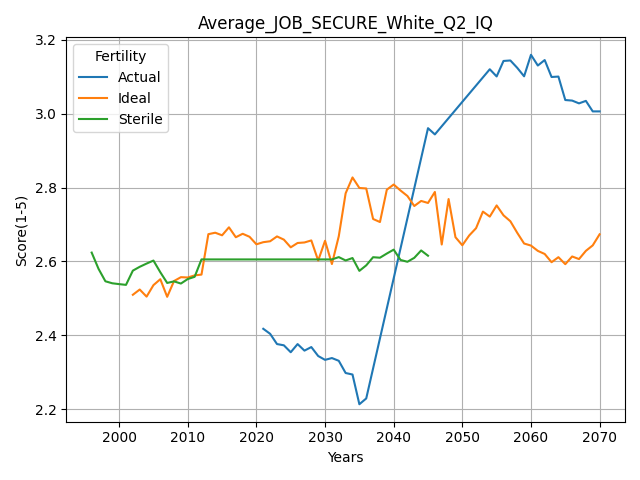 Average_JOB_SECURE_White_Q2_IQ
Fertility
Actual
Ideal
Sterile
Score(1-5)
3.2
3.0
2.8
2.6
2.4
2.2
2000
2010
2020
2030
2040
2050
2060
2070
Years